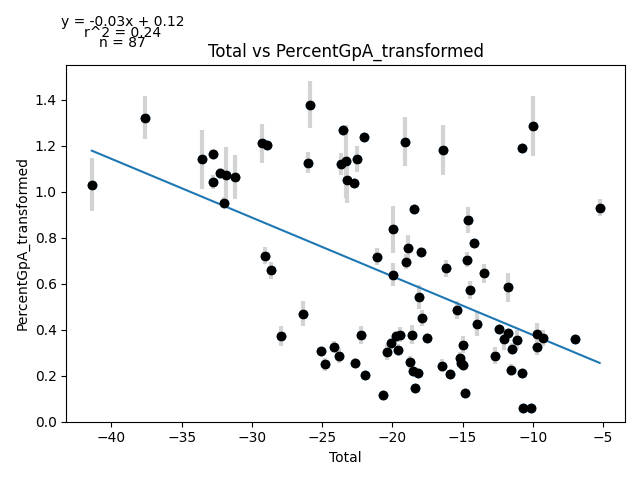 y = -0.03x + 0.12
r^2 = 0.24
n = 87
Total vs PercentGpA_transformed
PercentGpA_transformed
1.4
1.2
1.0
0.8
0.6
0.4
0.2
0.0
−40
−35
−30
−25
−20
−15
−10
−5
Total